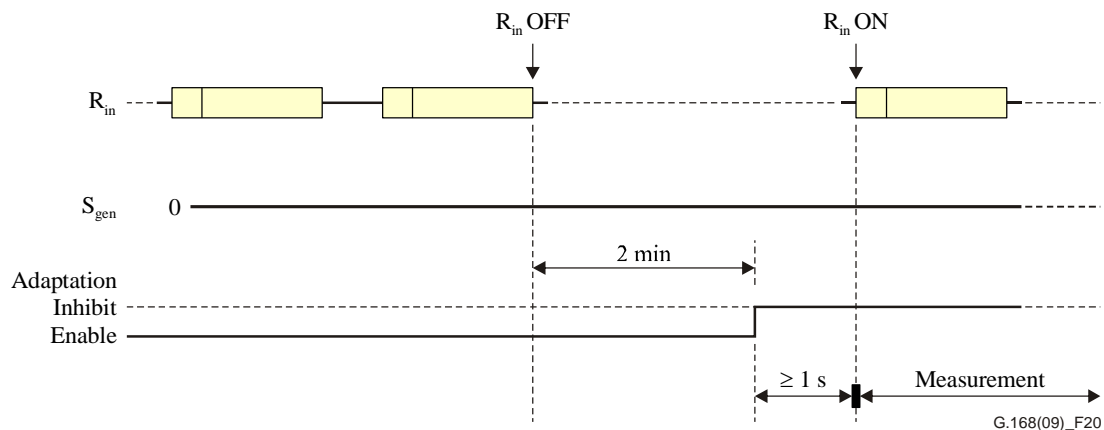 R_in OFF
R_in ON
R_in
S_gen 0
2 min
Adaptation
Inhibit
Enable
≥ 1 s
Measurement
G.168(09)_F20